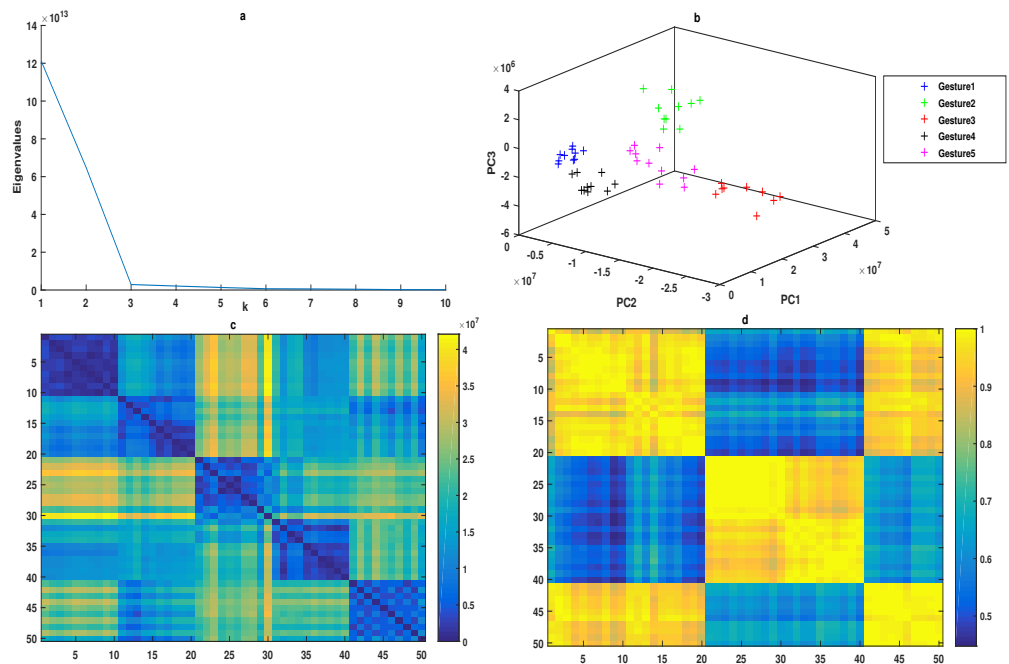 a
×10^13
14
12
10
8
6
4
2
0
Eigenvalues
1 2 3 4 5 6 7 8 9 10
k
b
×10^6
4
2
0
-2
-4
-6
PC3
0 -0.5 -1 -1.5 -2 -2.5 -3
×10^7
PC2
0 1 2 3 4 5
×10^7
PC1
Gesture1
Gesture2
Gesture3
Gesture4
Gesture5
c
5
10
15
20
25
30
35
40
45
50
5 10 15 20 25 30 35 40 45 50
×10^7
4
3.5
3
2.5
2
1.5
1
0.5
0
d
5
10
15
20
25
30
35
40
45
50
5 10 15 20 25 30 35 40 45 50
1
0.9
0.8
0.7
0.6
0.5